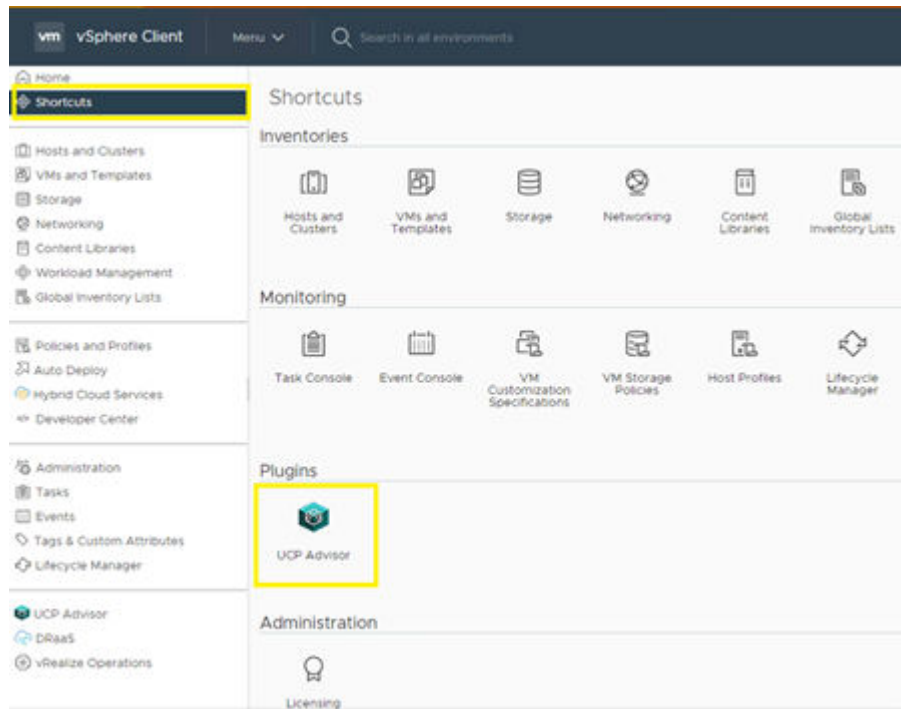 vm vSphere Client Menu Search in all environments
Home
Shortcuts
Hosts and Clusters
VMs and Templates
Storage
Networking
Content Libraries
Workload Management
Global Inventory Lists
Policies and Profiles
Auto Deploy
Hybrid Cloud Services
Developer Center
Administration
Tasks
Events
Tags & Custom Attributes
Lifecycle Manager
UCP Advisor
DRaaS
vRealize Operations
Shortcuts
Inventories
Hosts and
Clusters
VMs and
Templates
Storage
Networking
Content
Libraries
Global
Inventory Lists
Monitoring
Task Console
Event Console
VM
Customization
Specifications
VM Storage
Policies
Host Profiles
Lifecycle
Manager
Plugins
UCP Advisor
Administration
Licensing